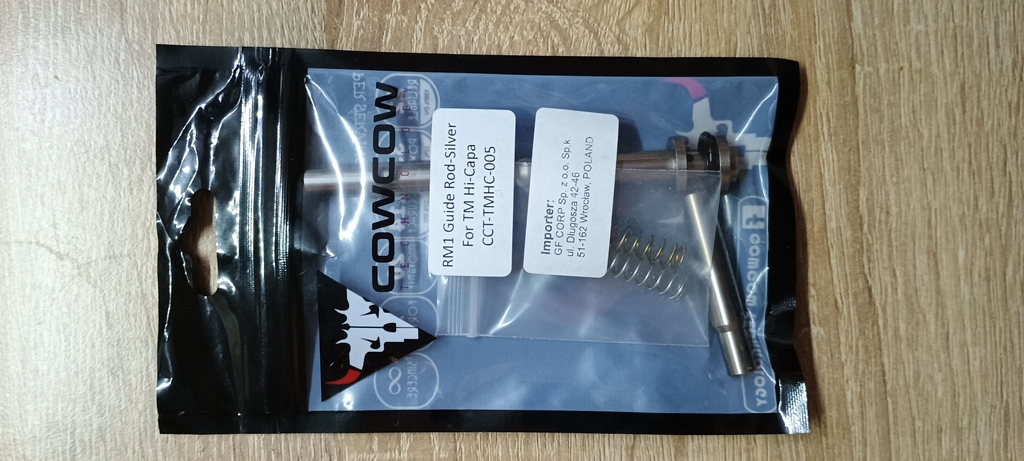 COWCOW
RM1 Guide Rod-Silver
For TM Hi-Capa
CCT-TMHC-005
Importer:
GF CORP Sp. z o.o. Sp.k
ul. Długosza 42-46
51-162 Wrocław, POLAND